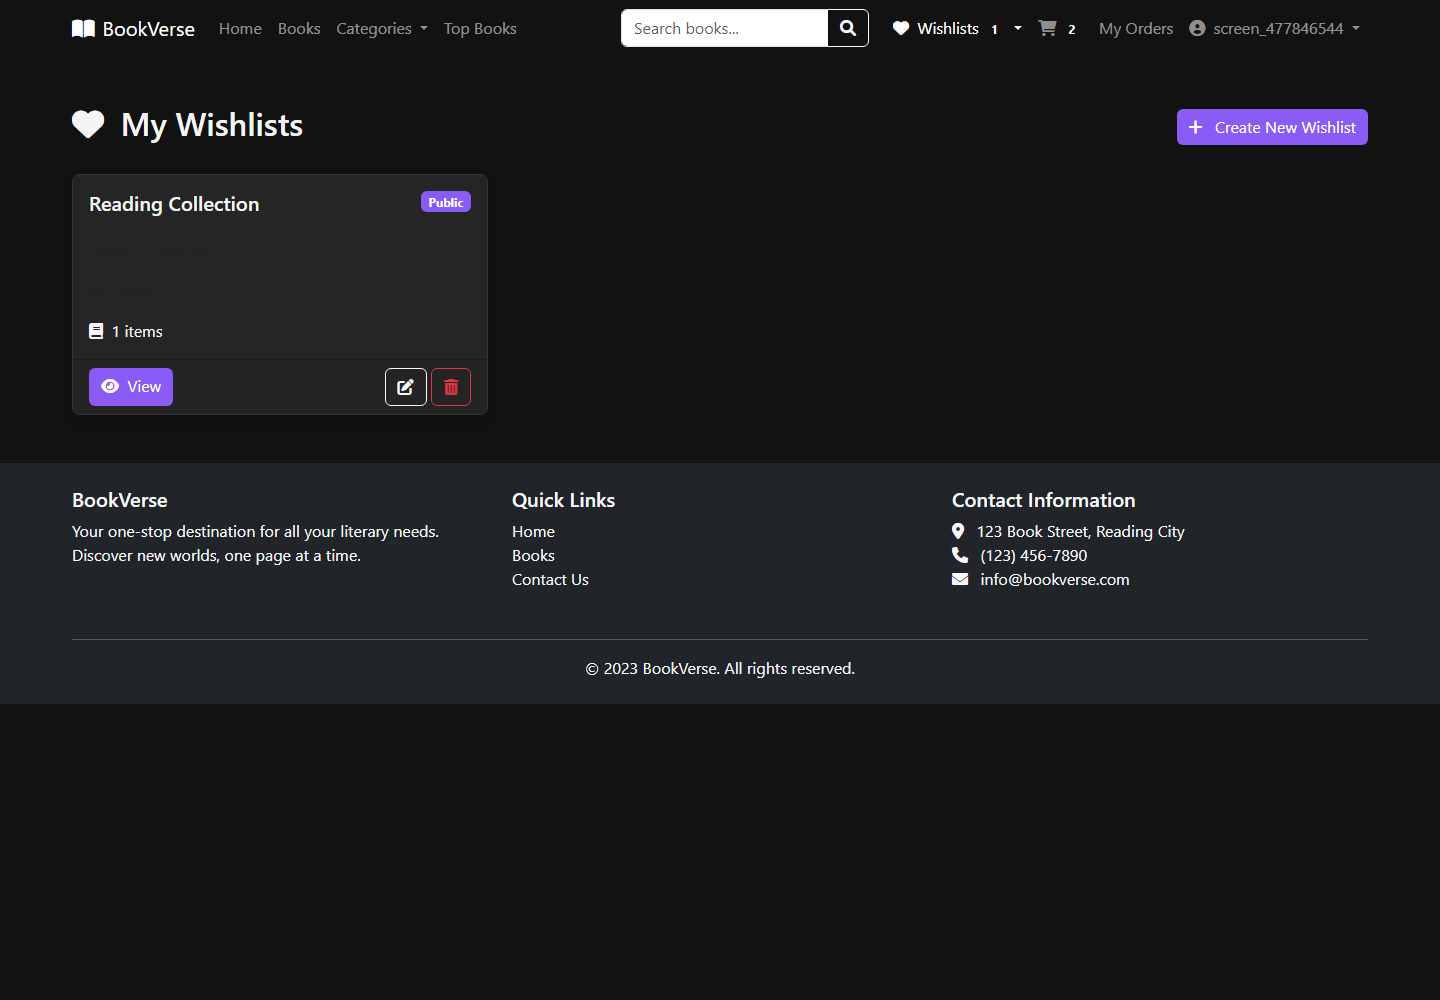 BookVerse Home Books Categories Top Books Search books... Wishlists 1 2 My Orders screen_477846544
My Wishlists
Create New Wishlist
Reading Collection
Public
1 items
View
BookVerse
Your one-stop destination for all your literary needs.
Discover new worlds, one page at a time.
Quick Links
Home
Books
Contact Us
Contact Information
123 Book Street, Reading City
(123) 456-7890
info@bookverse.com
© 2023 BookVerse. All rights reserved.